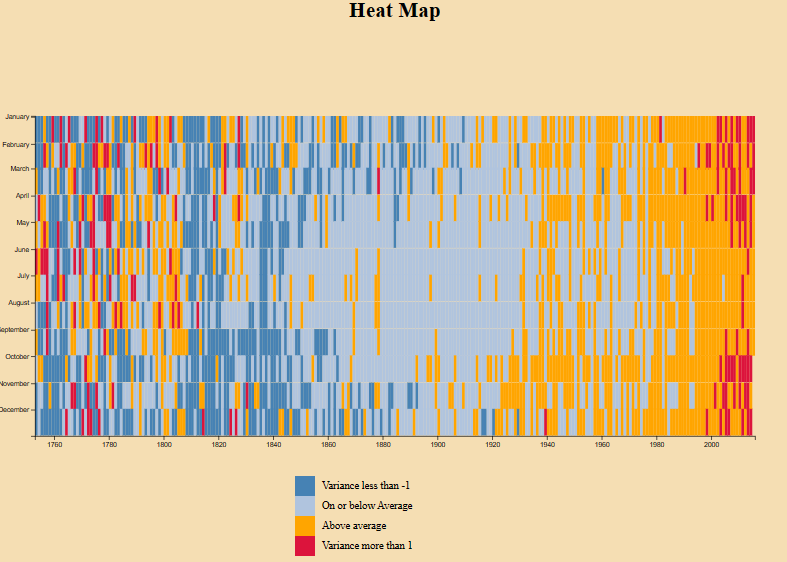 Heat Map
January
February
March
April
May
June
July
August
September
October
November
December
1760 1780 1800 1820 1840 1860 1880 1900 1920 1940 1960 1980 2000
Variance less than -1
On or below Average
Above average
Variance more than 1